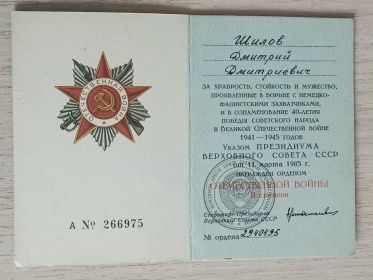 ОТЕЧЕСТВЕННАЯ ВОЙНА
А № 266975
Шилов
Дмитрий
Дмитриевич
ЗА ХРАБРОСТЬ, СТОЙКОСТЬ И МУЖЕСТВО,
ПРОЯВЛЕННЫЕ В БОРЬБЕ С НЕМЕЦКО-
ФАШИСТСКИМИ ЗАХВАТЧИКАМИ,
И В ОЗНАМЕНОВАНИЕ 40-ЛЕТИЯ
ПОБЕДЫ СОВЕТСКОГО НАРОДА
В ВЕЛИКОЙ ОТЕЧЕСТВЕННОЙ ВОЙНЕ
1941—1945 ГОДОВ
УКАЗОМ ПРЕЗИДИУМА
ВЕРХОВНОГО СОВЕТА СССР
от 11 марта 1985 г.
НАГРАЖДЕН ОРДЕНОМ
ОТЕЧЕСТВЕННОЙ ВОЙНЫ
II степени
Секретарь Президиума
Верховного Совета СССР
№ ордена 2940495